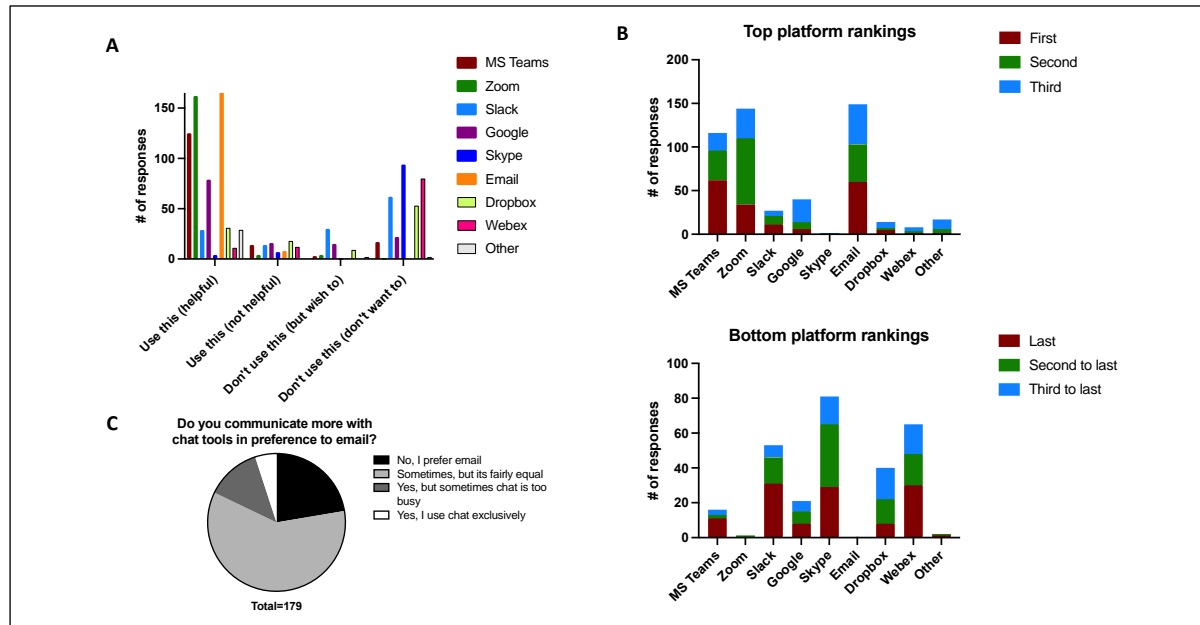 A
MS Teams
Zoom
Slack
Google
Skype
Email
Dropbox
Webex
Other
# of responses
150
100
50
0
Use this (helpful)
Use this (not helpful)
Don't use this (but wish to)
Don't use this (don't want to)
B
Top platform rankings
First
Second
Third
# of responses
200
150
100
50
0
MS Teams
Zoom
Slack
Google
Skype
Email
Dropbox
Webex
Other
Bottom platform rankings
Last
Second to last
Third to last
# of responses
100
80
60
40
20
0
MS Teams
Zoom
Slack
Google
Skype
Email
Dropbox
Webex
Other
C
Do you communicate more with
chat tools in preference to email?
No, I prefer email
Sometimes, but its fairly equal
Yes, but sometimes chat is too
busy
Yes, I use chat exclusively
Total=179